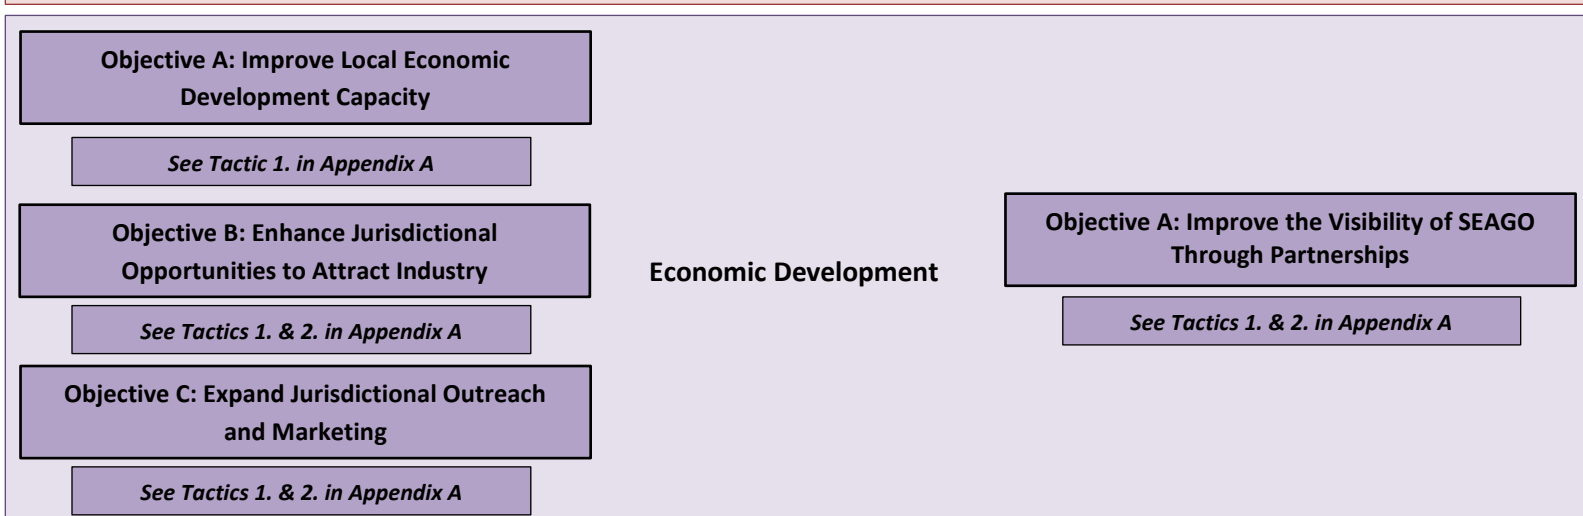 Objective A: Improve Local Economic
Development Capacity
See Tactic 1. in Appendix A
Objective B: Enhance Jurisdictional
Opportunities to Attract Industry
See Tactics 1. & 2. in Appendix A
Objective C: Expand Jurisdictional Outreach
and Marketing
See Tactics 1. & 2. in Appendix A
Economic Development
Objective A: Improve the Visibility of SEAGO
Through Partnerships
See Tactics 1. & 2. in Appendix A